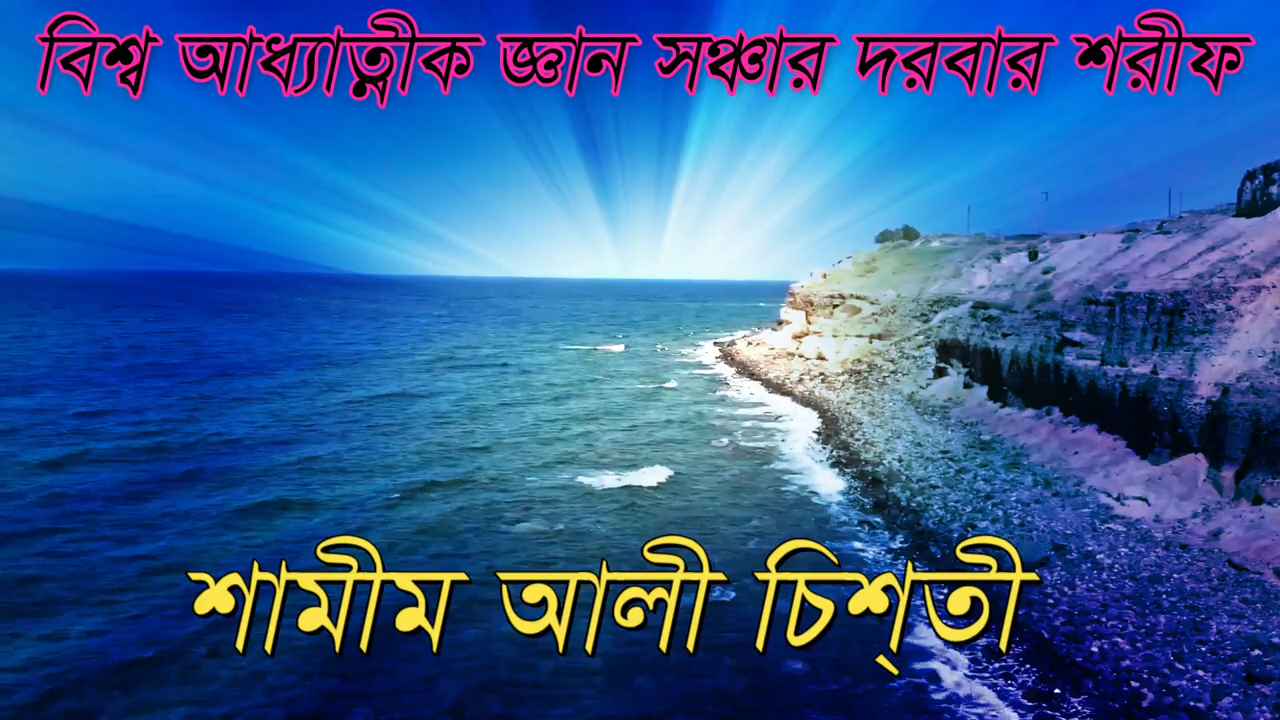 বিশ্ব আধ্যাত্নীক জ্ঞান সঞ্চার দরবার শরীফ
শামীম আলী চিশ্‌তী